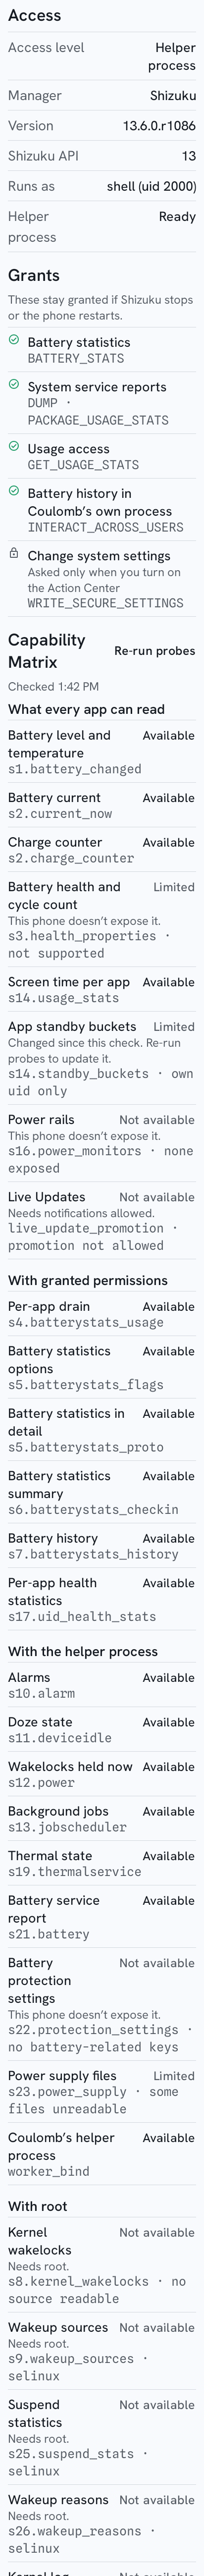 Access
Access level Helper
process
Manager Shizuku
Version 13.6.0.r1086
Shizuku API 13
Runs as shell (uid 2000)
Helper Ready
process
Grants
These stay granted if Shizuku stops
or the phone restarts.
Battery statistics
BATTERY_STATS
System service reports
DUMP ·
PACKAGE_USAGE_STATS
Usage access
GET_USAGE_STATS
Battery history in
Coulomb’s own process
INTERACT_ACROSS_USERS
Change system settings
Asked only when you turn on
the Action Center
WRITE_SECURE_SETTINGS
Capability
Matrix
Re-run probes
Checked 1:42 PM
What every app can read
Battery level and Available
temperature
s1.battery_changed
Battery current Available
s2.current_now
Charge counter Available
s2.charge_counter
Battery health and Limited
cycle count
This phone doesn’t expose it.
s3.health_properties ·
not supported
Screen time per app Available
s14.usage_stats
App standby buckets Limited
Changed since this check. Re-run
probes to update it.
s14.standby_buckets · own
uid only
Power rails Not available
This phone doesn’t expose it.
s16.power_monitors · none
exposed
Live Updates Not available
Needs notifications allowed.
live_update_promotion ·
promotion not allowed
With granted permissions
Per-app drain Available
s4.batterystats_usage
Battery statistics Available
options
s5.batterystats_flags
Battery statistics in Available
detail
s5.batterystats_proto
Battery statistics Available
summary
s6.batterystats_checkin
Battery history Available
s7.batterystats_history
Per-app health Available
statistics
s17.uid_health_stats
With the helper process
Alarms Available
s10.alarm
Doze state Available
s11.deviceidle
Wakelocks held now Available
s12.power
Background jobs Available
s13.jobscheduler
Thermal state Available
s19.thermalservice
Battery service Available
report
s21.battery
Battery Not available
protection
settings
This phone doesn’t expose it.
s22.protection_settings ·
no battery-related keys
Power supply files Limited
s23.power_supply · some
files unreadable
Coulomb’s helper Available
process
worker_bind
With root
Kernel Not available
wakelocks
Needs root.
s8.kernel_wakelocks · no
source readable
Wakeup sources Not available
Needs root.
s9.wakeup_sources ·
selinux
Suspend Not available
statistics
Needs root.
s25.suspend_stats ·
selinux
Wakeup reasons Not available
Needs root.
s26.wakeup_reasons ·
selinux